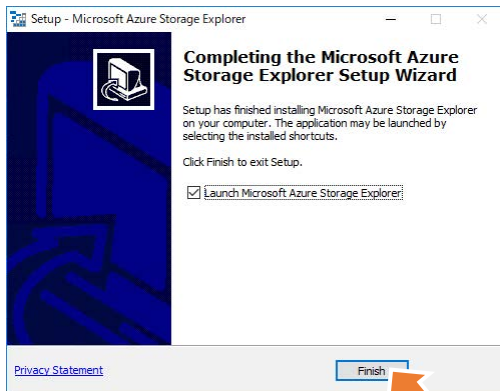 Setup - Microsoft Azure Storage Explorer
Completing the Microsoft Azure
Storage Explorer Setup Wizard
Setup has finished installing Microsoft Azure Storage Explorer
on your computer. The application may be launched by
selecting the installed shortcuts.
Click Finish to exit Setup.
Launch Microsoft Azure Storage Explorer
Privacy Statement
Finish